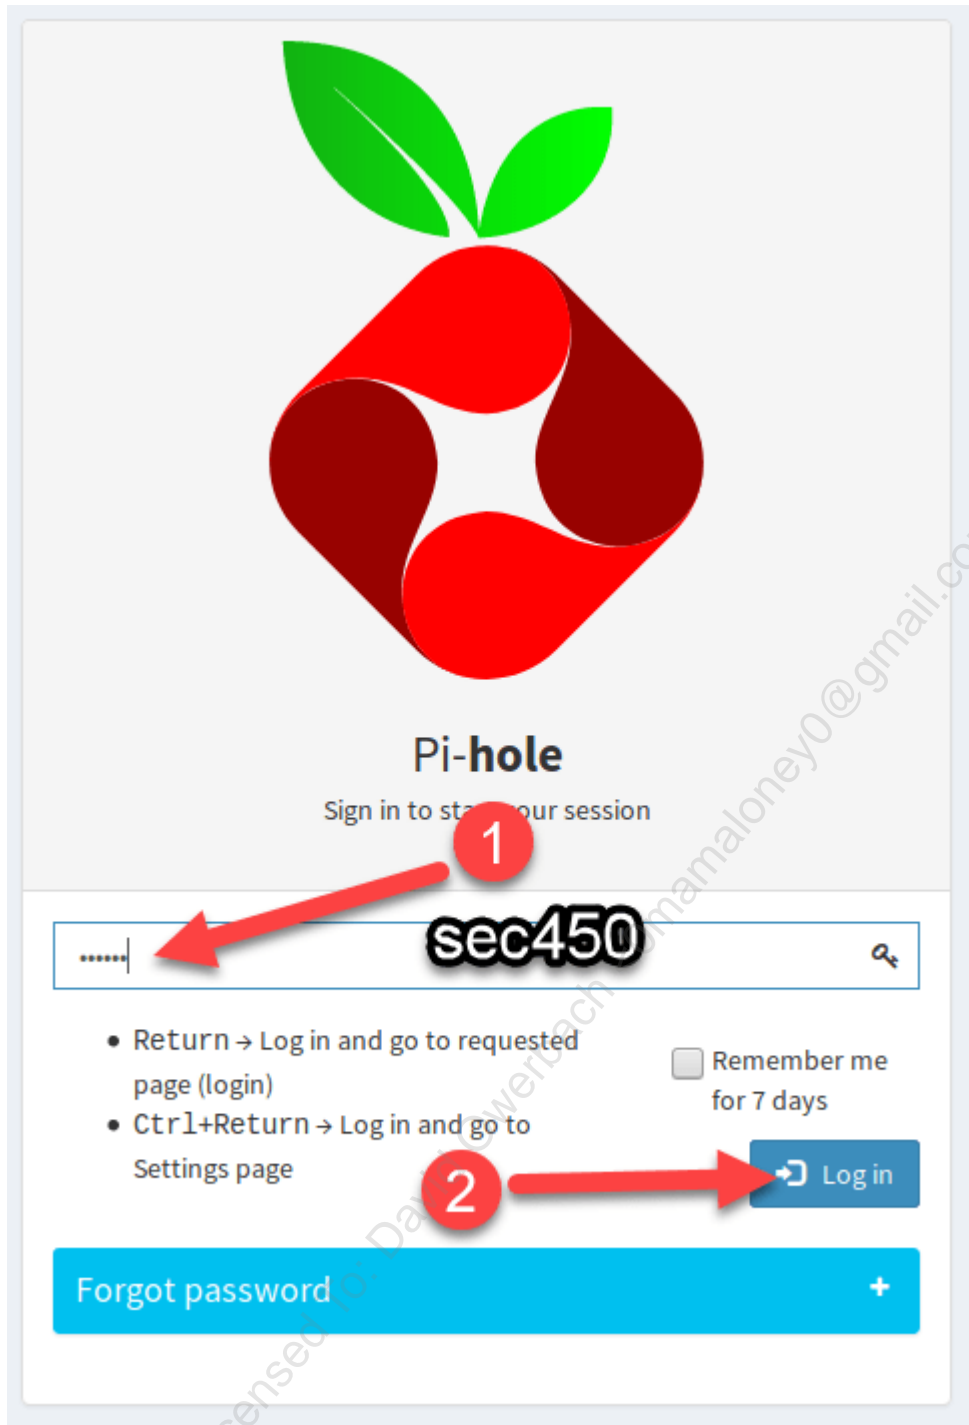 Pi-hole
Sign in to sta our session
1
sec450
Return → Log in and go to requested
page (login)
Remember me
for 7 days
Ctrl+Return → Log in and go to
Settings page
2
Log in
Forgot password
+